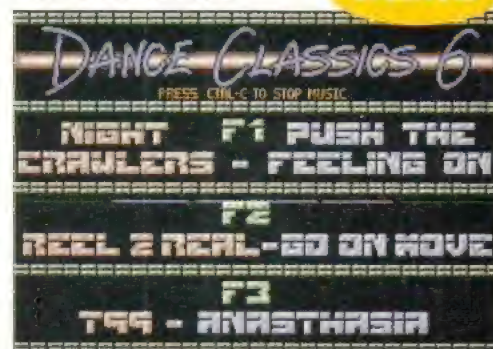 DANCE CLASSICS 6
PRESS CTRL-C TO STOP MUSIC
NIGHT F1 PUSH THE
CRAWLERS - FEELING ON
F2
REEL 2 REAL-GO ON MOVE
F3
T99 - ANASTHASIA